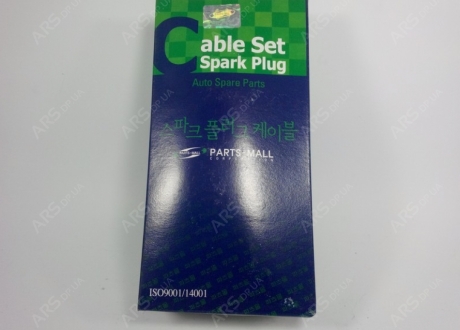 Cable Set
Spark Plug
Auto Spare Parts
스파크 플러그 케이블
PARTS-MALL
CORPORATION
ISO9001/14001